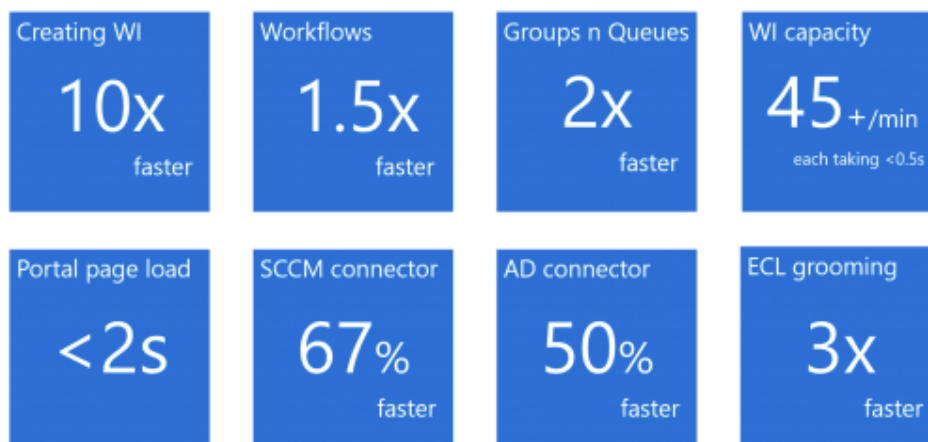 Creating WI
10x
faster
Workflows
1.5x
faster
Groups n Queues
2x
faster
WI capacity
45+/min
each taking <0.5s
Portal page load
<2s
SCCM connector
67%
faster
AD connector
50%
faster
ECL grooming
3x
faster